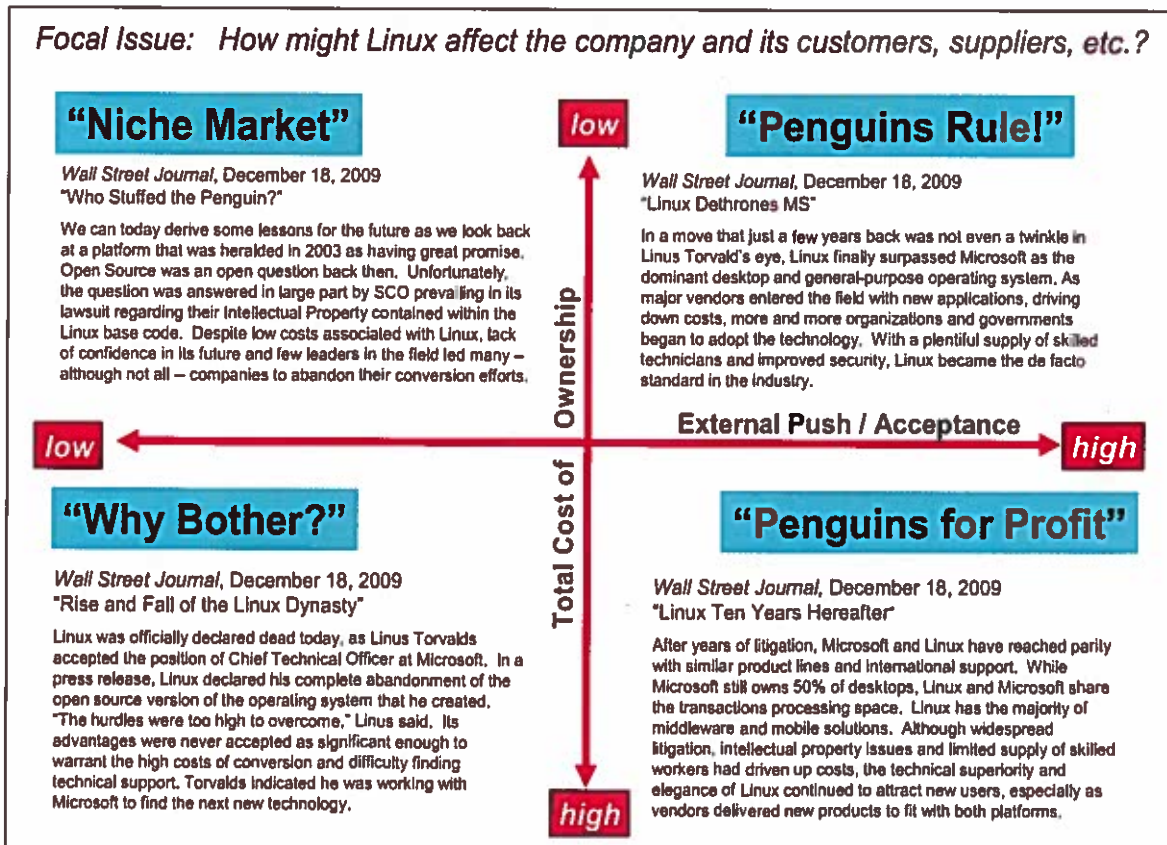 Focal Issue: How might Linux affect the company and its customers, suppliers, etc.?
"Niche Market"
Wall Street Journal, December 18, 2009
"Who Stuffed the Penguin?"
We can today derive some lessons for the future as we look back
at a platform that was heralded in 2003 as having great promise.
Open Source was an open question back then. Unfortunately,
the question was answered in large part by SCO prevailing in its
lawsuit regarding their Intellectual Property contained within the
Linux base code. Despite low costs associated with Linux, lack
of confidence in its future and few leaders in the field led many –
although not all – companies to abandon their conversion efforts.
low
"Penguins Rule!"
Wall Street Journal, December 18, 2009
"Linux Dethrones MS"
In a move that just a few years back was not even a twinkle in
Linus Torvald's eye, Linux finally surpassed Microsoft as the
dominant desktop and general-purpose operating system. As
major vendors entered the field with new applications, driving
down costs, more and more organizations and governments
began to adopt the technology. With a plentiful supply of skilled
technicians and improved security, Linux became the de facto
standard in the industry.
Total Cost of Ownership
External Push / Acceptance
low
high
"Why Bother?"
Wall Street Journal, December 18, 2009
"Rise and Fall of the Linux Dynasty"
Linux was officially declared dead today, as Linus Torvalds
accepted the position of Chief Technical Officer at Microsoft. In a
press release, Linux declared his complete abandonment of the
open source version of the operating system that he created.
"The hurdles were too high to overcome," Linus said. Its
advantages were never accepted as significant enough to
warrant the high costs of conversion and difficulty finding
technical support. Torvalds indicated he was working with
Microsoft to find the next new technology.
high
"Penguins for Profit"
Wall Street Journal, December 18, 2009
"Linux Ten Years Hereafter"
After years of litigation, Microsoft and Linux have reached parity
with similar product lines and international support. While
Microsoft still owns 50% of desktops, Linux and Microsoft share
the transactions processing space. Linux has the majority of
middleware and mobile solutions. Although widespread
litigation, intellectual property issues and limited supply of skilled
workers had driven up costs, the technical superiority and
elegance of Linux continued to attract new users, especially as
vendors delivered new products to fit with both platforms.